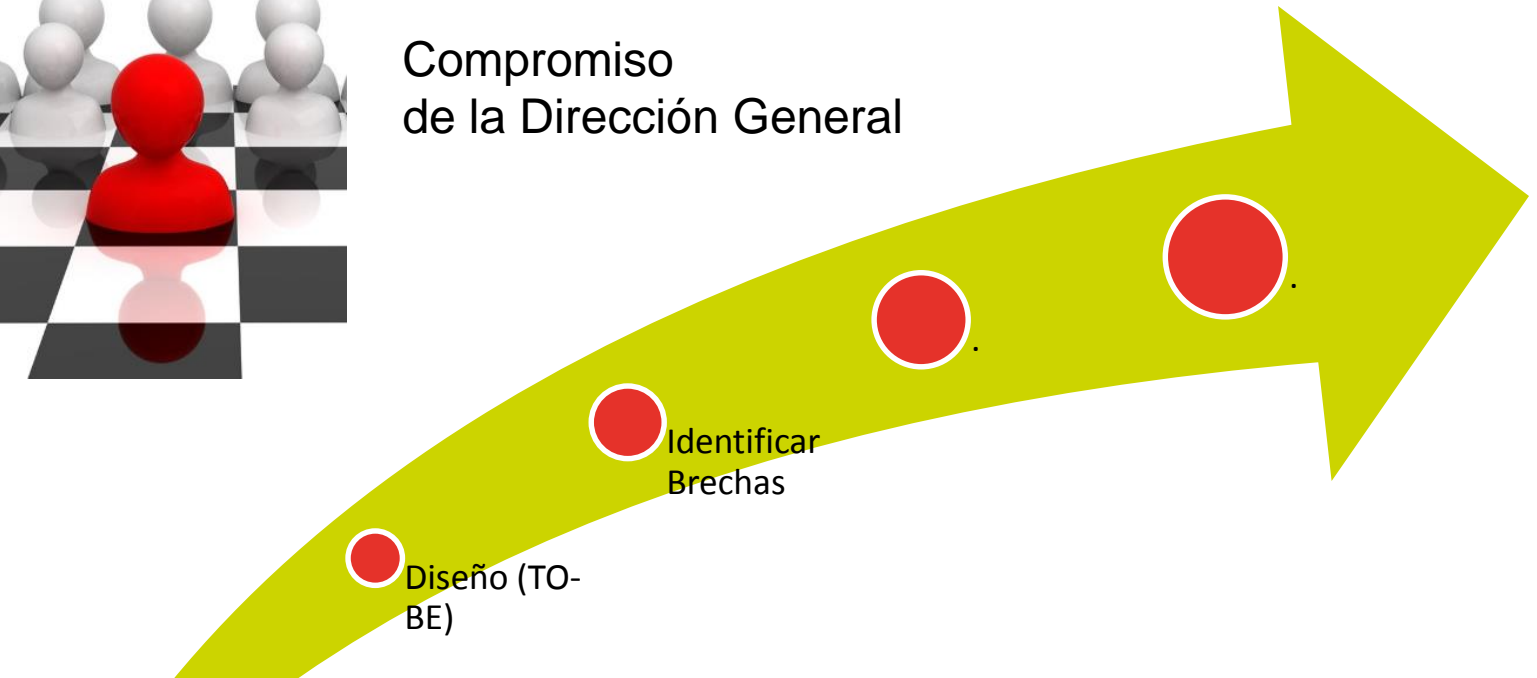 Compromiso
de la Dirección General
.
.
Identificar
Brechas
Diseño (TO-
BE)